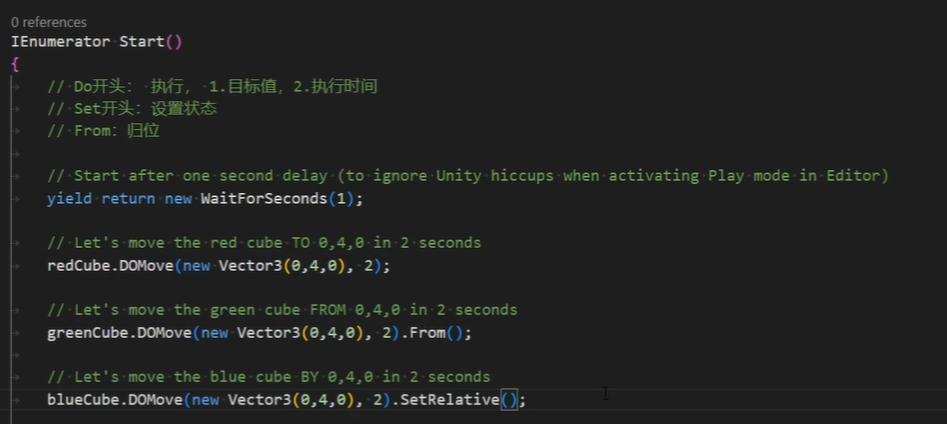 0 references
IEnumerator Start()
{
// Do开头: 执行, 1.目标值, 2.执行时间
// Set开头: 设置状态
// From: 归位
// Start after one second delay (to ignore Unity hiccups when activating Play mode in Editor)
yield return new WaitForSeconds(1);
// Let's move the red cube TO 0,4,0 in 2 seconds
redCube.DOMove(new Vector3(0,4,0), 2);
// Let's move the green cube FROM 0,4,0 in 2 seconds
greenCube.DOMove(new Vector3(0,4,0), 2).From();
// Let's move the blue cube BY 0,4,0 in 2 seconds
blueCube.DOMove(new Vector3(0,4,0), 2).SetRelative();